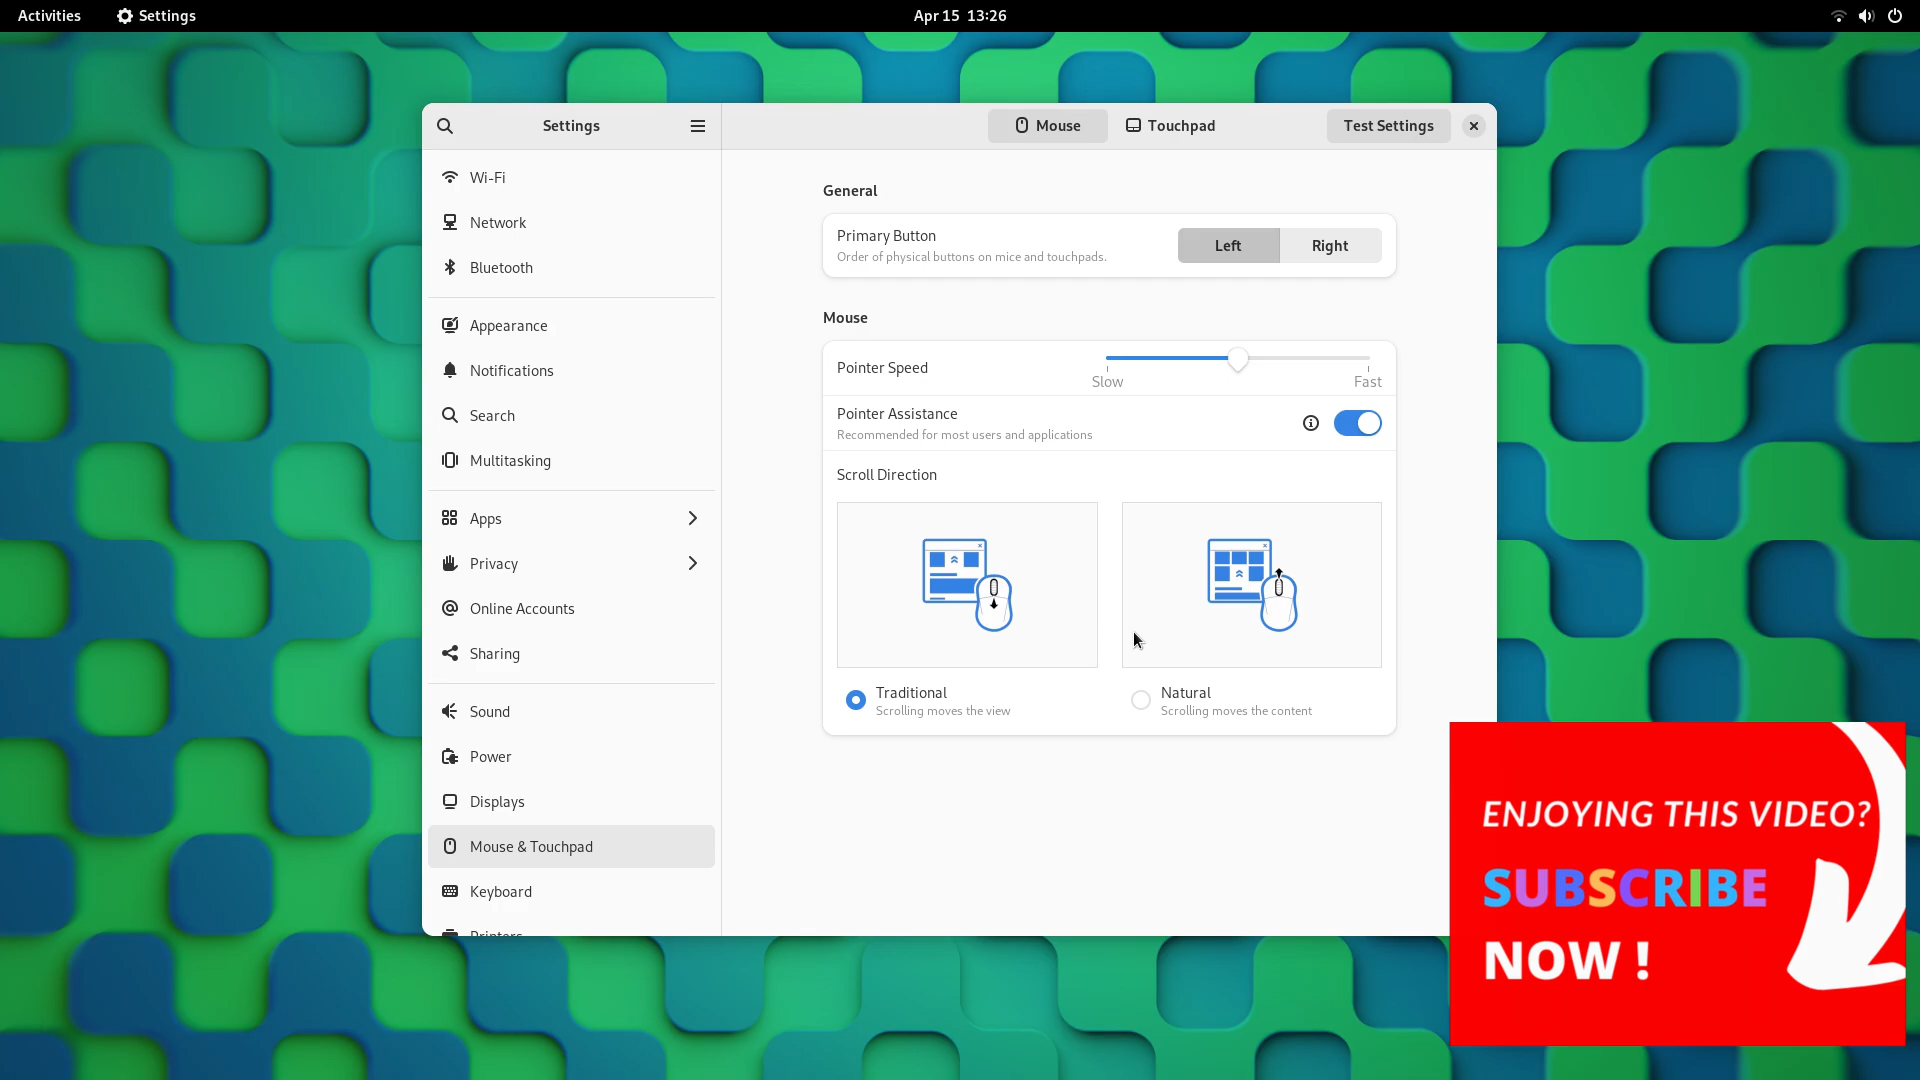 Activities
Settings
Apr 15 13:26
Settings
Mouse
Touchpad
Test Settings
Wi-Fi
Network
Bluetooth
Appearance
Notifications
Search
Multitasking
Apps
Privacy
Online Accounts
Sharing
Sound
Power
Displays
Mouse & Touchpad
Keyboard
Printers
General
Primary Button
Order of physical buttons on mice and touchpads.
Left
Right
Mouse
Pointer Speed
Slow
Fast
Pointer Assistance
Recommended for most users and applications
Scroll Direction
Traditional
Scrolling moves the view
Natural
Scrolling moves the content
ENJOYING THIS VIDEO?
SUBSCRIBE
NOW !